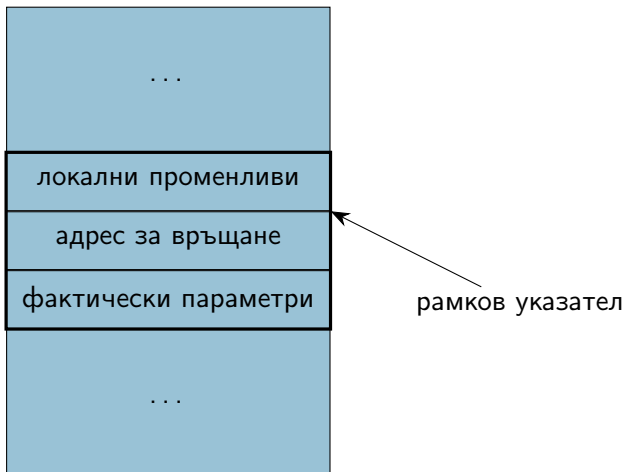 . . .
локални променливи
адрес за връщане
фактически параметри
рамков указател
. . .